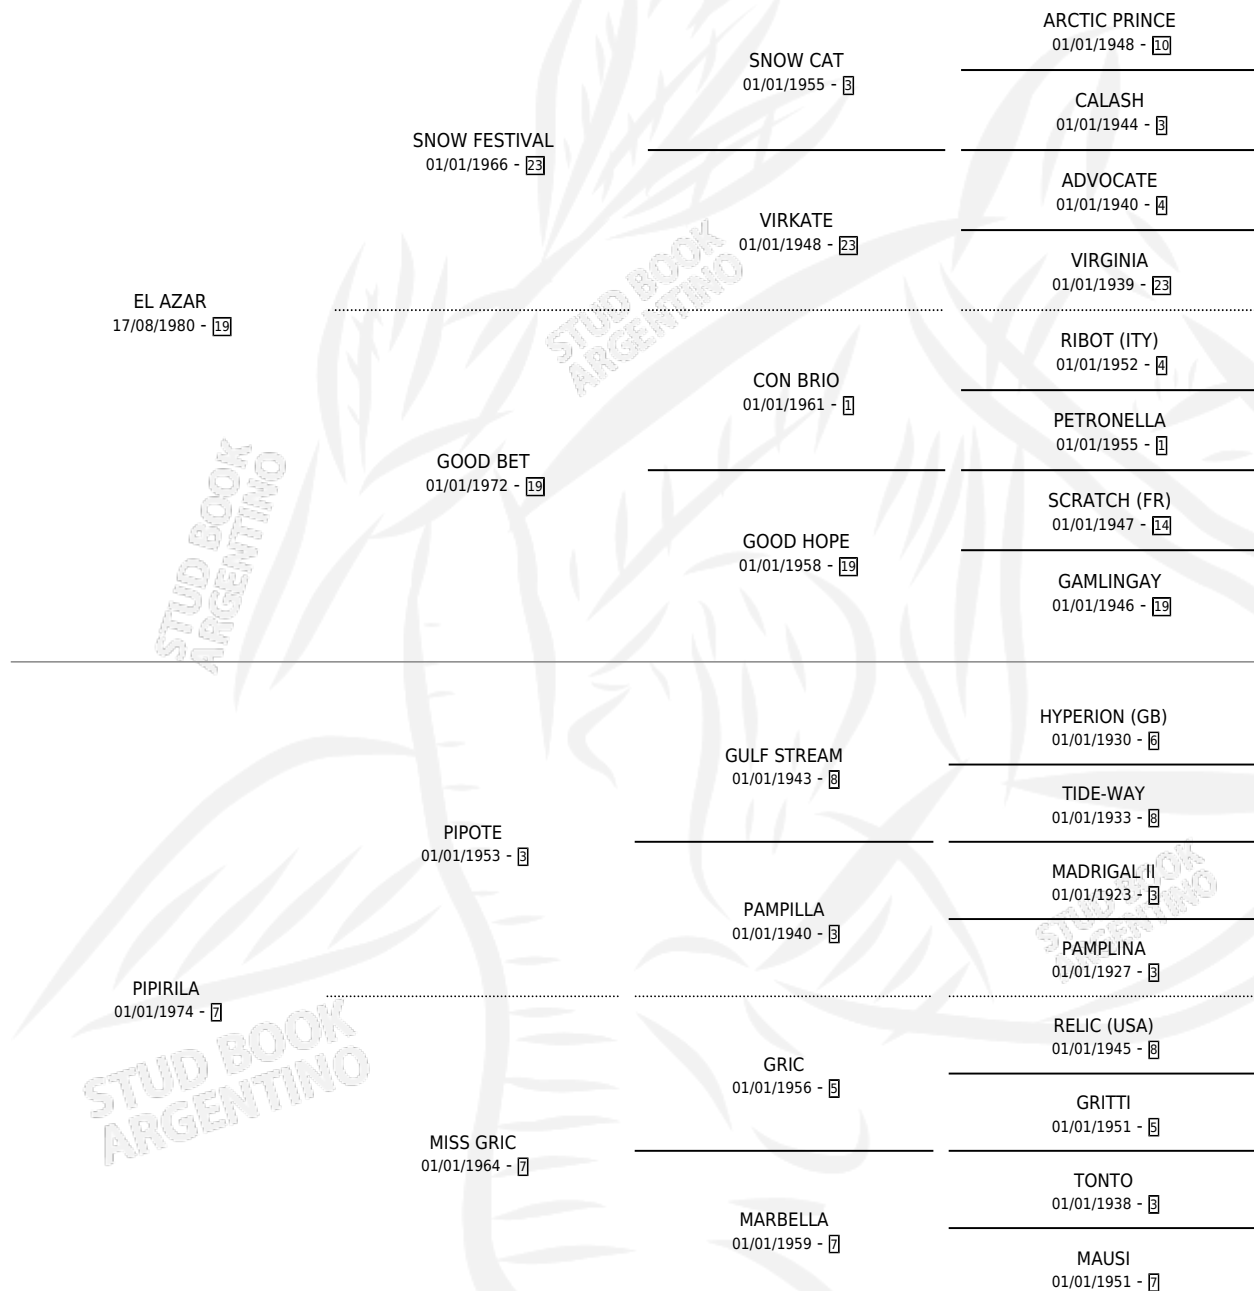 ARCTIC PRINCE
01/01/1948 - 10
SNOW CAT
01/01/1955 - 3
CALASH
01/01/1944 - 3
SNOW FESTIVAL
01/01/1966 - 23
ADVOCATE
01/01/1940 - 4
VIRKATE
01/01/1948 - 23
VIRGINIA
01/01/1939 - 23
EL AZAR
17/08/1980 - 19
RIBOT (ITY)
01/01/1952 - 4
CON BRIO
01/01/1961 - 1
PETRONELLA
01/01/1955 - 1
GOOD BET
01/01/1972 - 19
SCRATCH (FR)
01/01/1947 - 14
GOOD HOPE
01/01/1958 - 19
GAMLINGAY
01/01/1946 - 19
HYPERION (GB)
01/01/1930 - 6
GULF STREAM
01/01/1943 - 8
TIDE-WAY
01/01/1933 - 8
PIPOTE
01/01/1953 - 3
MADRIGAL II
01/01/1923 - 3
PAMPILLA
01/01/1940 - 3
PAMPLINA
01/01/1927 - 3
PIPIRILA
01/01/1974 - 7
RELIC (USA)
01/01/1945 - 8
GRIC
01/01/1956 - 5
GRITTI
01/01/1951 - 5
MISS GRIC
01/01/1964 - 7
TONTO
01/01/1938 - 3
MARBELLA
01/01/1959 - 7
MAUSI
01/01/1951 - 7
STUD BOOK
ARGENTINO
STUD BOOK
ARGENTINO
STUD BOOK
ARGENTINO
STUD BOOK
ARGENTINO